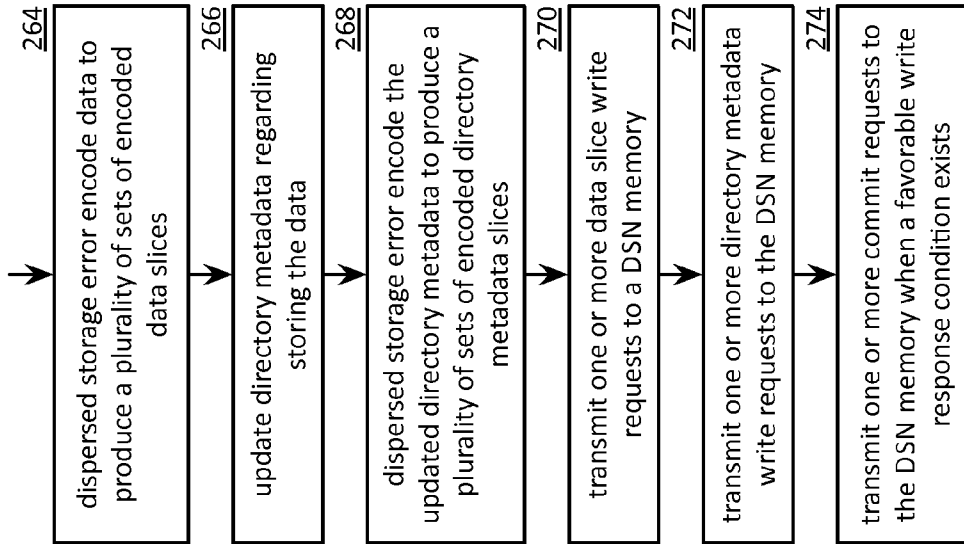 264
dispersed storage error encode data to
produce a plurality of sets of encoded
data slices
266
update directory metadata regarding
storing the data
268
dispersed storage error encode the
updated directory metadata to produce a
plurality of sets of encoded directory
metadata slices
270
transmit one or more data slice write
requests to a DSN memory
272
transmit one or more directory metadata
write requests to the DSN memory
274
transmit one or more commit requests to
the DSN memory when a favorable write
response condition exists